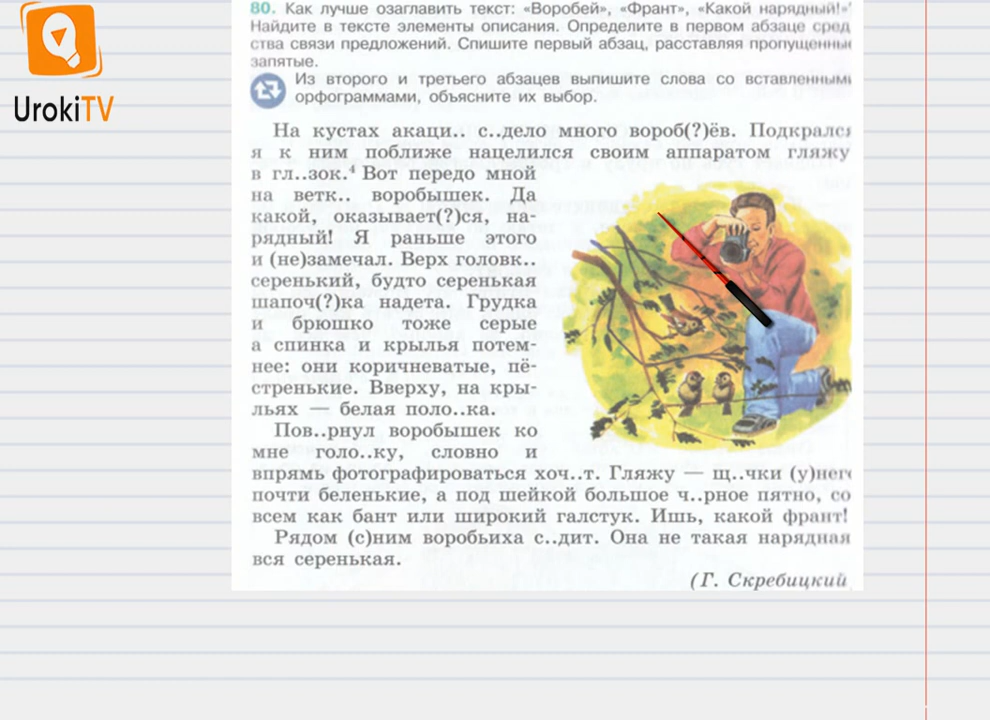 UrokiTV
80. Как лучше озаглавить текст: «Воробей», «Франт», «Какой нарядный!»
Найдите в тексте элементы описания. Определите в первом абзаце сред
ства связи предложений. Спишите первый абзац, расставляя пропущенны
запятые.
Из второго и третьего абзацев выпишите слова со вставленными
орфограммами, объясните их выбор.
На кустах акаци.. с..дело много вороб(?)ёв. Подкрался
я к ним поближе нацелился своим аппаратом гляжу
в гл..зок.⁴ Вот передо мной
на ветк.. воробышек. Да
какой, оказывает(?)ся, на-
рядный! Я раньше этого
и (не)замечал. Верх головк..
серенький, будто серенькая
шапоч(?)ка надета. Грудка
и брюшко тоже серые
а спинка и крылья потем-
нее: они коричневатые, пё-
стренькие. Вверху, на кры-
льях — белая поло..ка.
Пов..рнул воробышек ко
мне голо..ку, словно и
впрямь фотографироваться хоч..т. Гляжу — щ..чки (у)него
почти беленькие, а под шейкой большое ч..рное пятно, со
всем как бант или широкий галстук. Ишь, какой франт!
Рядом (с)ним воробьиха с..дит. Она не такая нарядная
вся серенькая.
(Г. Скребицкий